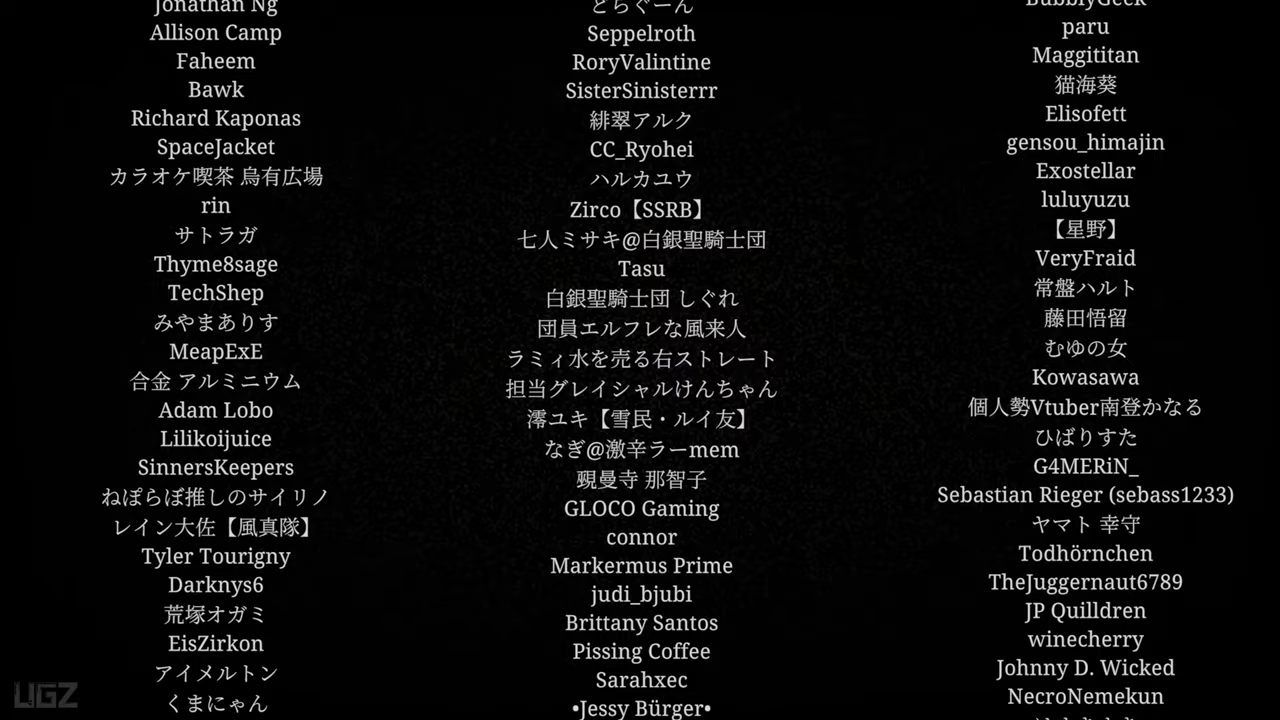 Jonathan Ng
Allison Camp
Faheem
Bawk
Richard Kaponas
SpaceJacket
カラオケ喫茶 烏有広場
rin
サトラガ
Thyme8sage
TechShep
みやまありす
MeapExE
合金 アルミニウム
Adam Lobo
Lilikoijuice
SinnersKeepers
ねぽらぼ推しのサイリノ
レイン大佐【風真隊】
Tyler Tourigny
Darknys6
荒塚オガミ
EisZirkon
アイメルトン
くまにゃん
どらぐーん
Seppelroth
RoryValintine
SisterSinisterrr
緋翠アルク
CC_Ryohei
ハルカユウ
Zirco【SSRB】
七人ミサキ@白銀聖騎士団
Tasu
白銀聖騎士団 しぐれ
団員エルフレな風来人
ラミィ水を売る右ストレート
担当グレイシャルけんちゃん
澪ユキ【雪民・ルイ友】
なぎ@激辛ラーmem
覡曼寺 那智子
GLOCO Gaming
connor
Markermus Prime
judi_bjubi
Brittany Santos
Pissing Coffee
Sarahxec
•Jessy Bürger•
BubblyGeek
paru
Maggititan
猫海葵
Elisofett
gensou_himajin
Exostellar
luluyuzu
【星野】
VeryFraid
常盤ハルト
藤田悟留
むゆの女
Kowasawa
個人勢Vtuber南登かなる
ひばりすた
G4MERiN_
Sebastian Rieger (sebass1233)
ヤマト 幸守
Todhörnchen
TheJuggernaut6789
JP Quilldren
winecherry
Johnny D. Wicked
NecroNemekun
UGZ